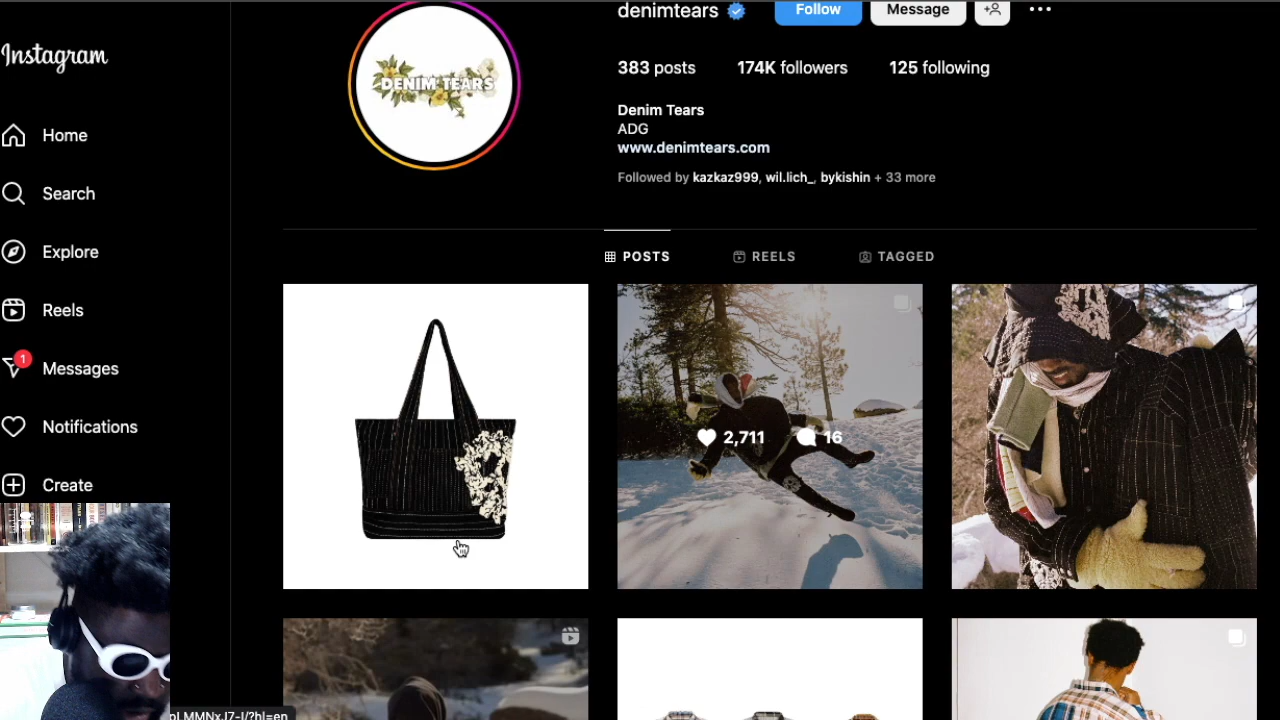 denimtears
Follow
Message
Instagram
DENIM TEARS
383 posts
174K followers
125 following
Denim Tears
ADG
www.denimtears.com
Followed by kazkaz999, wil.lich_, bykishin + 33 more
Home
Search
Explore
Reels
1
Messages
Notifications
Create
POSTS
REELS
TAGGED
2,711
16